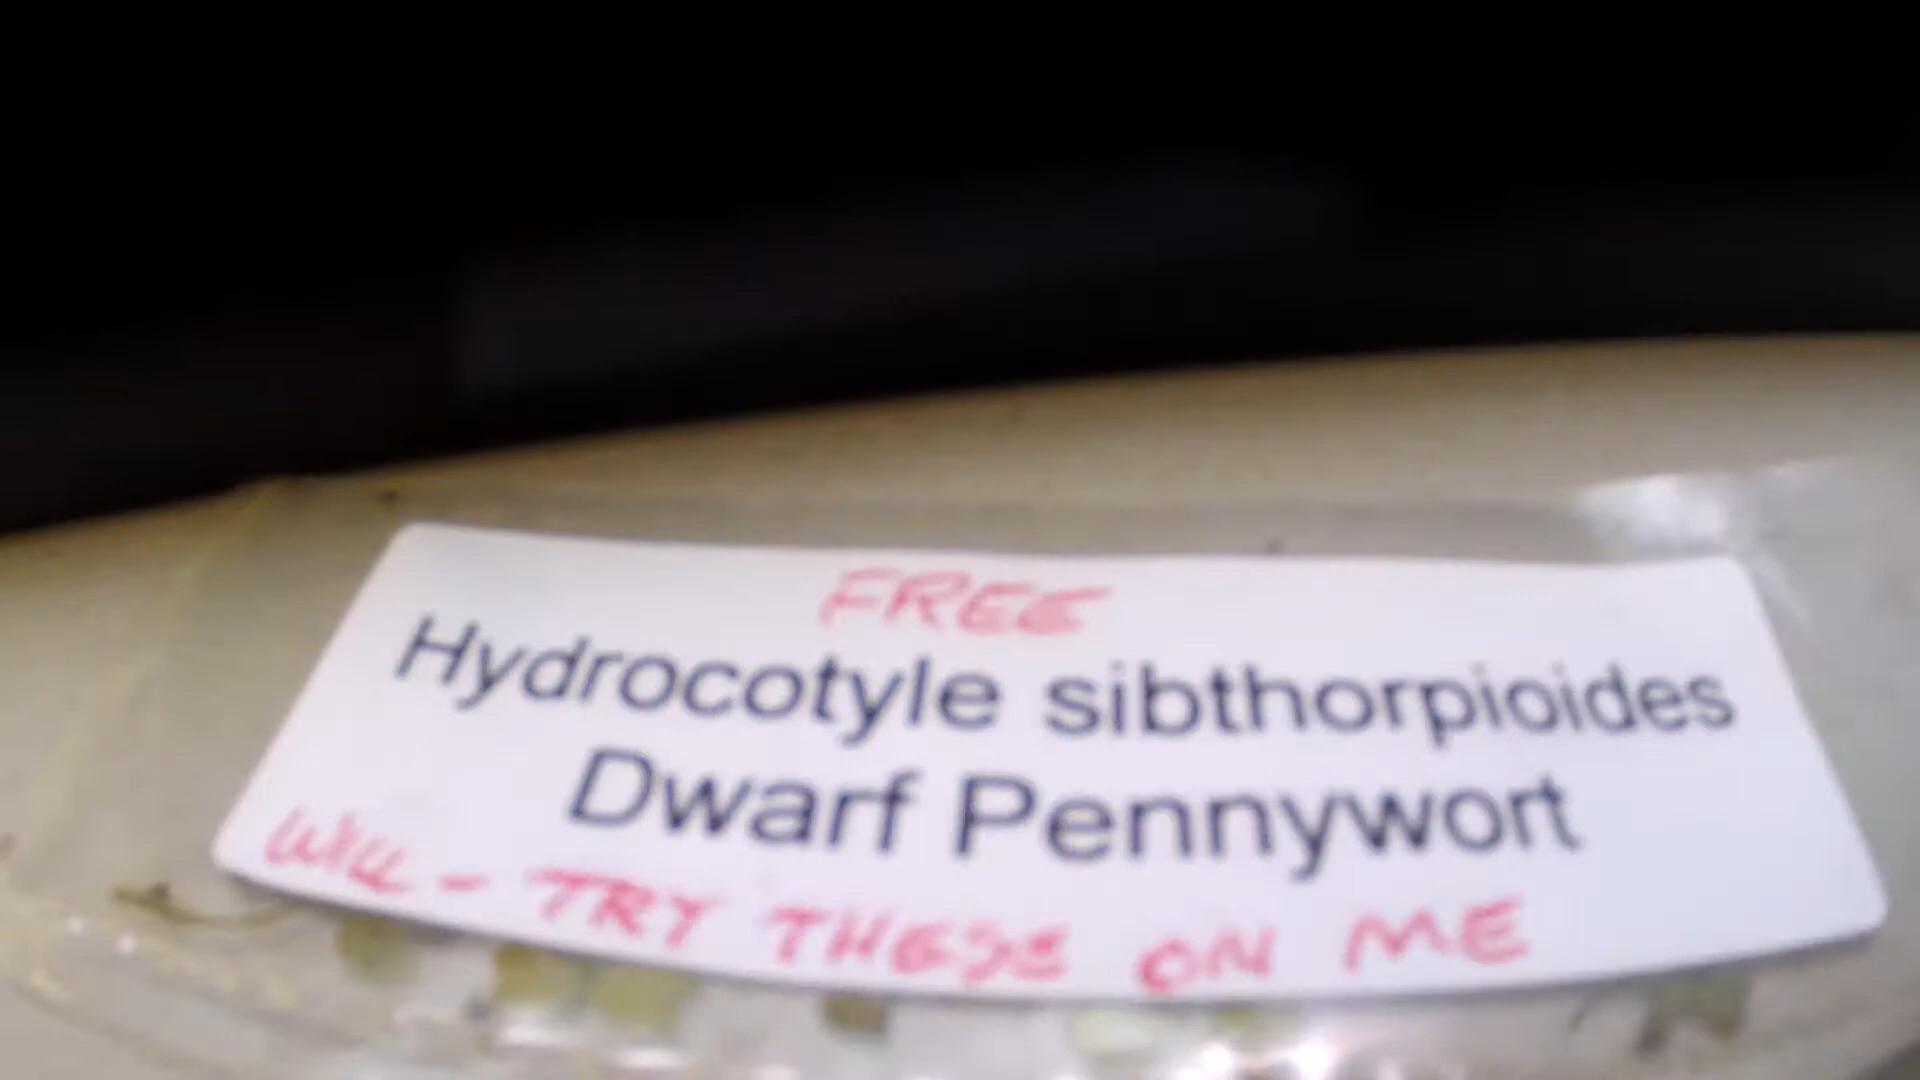 FREE
Hydrocotyle sibthorpioides
Dwarf Pennywort
WILL - TRY THESE ON ME